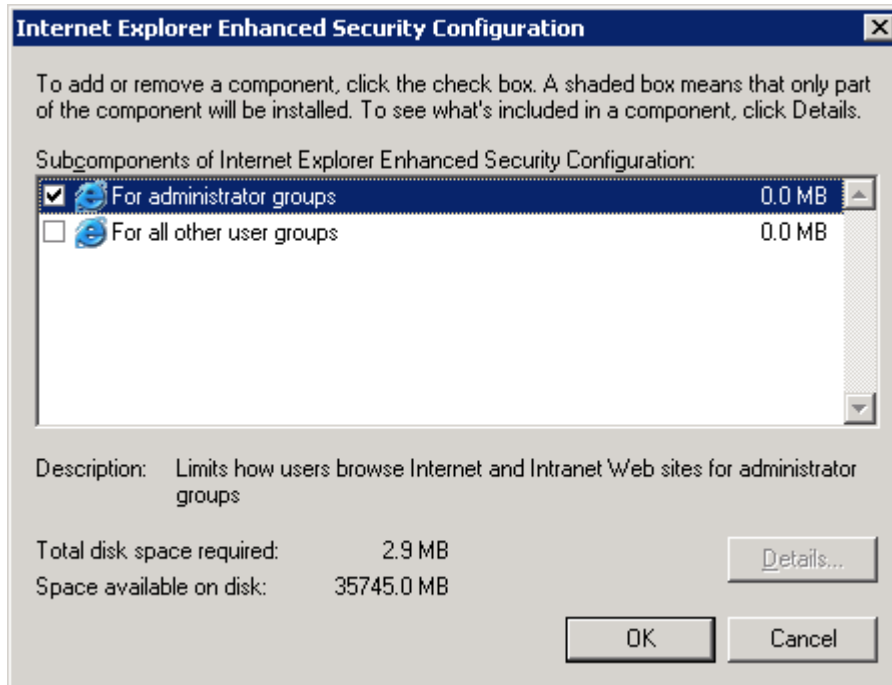 Internet Explorer Enhanced Security Configuration
To add or remove a component, click the check box. A shaded box means that only part
of the component will be installed. To see what's included in a component, click Details.
Subcomponents of Internet Explorer Enhanced Security Configuration:
For administrator groups 0.0 MB
For all other user groups 0.0 MB
Description: Limits how users browse Internet and Intranet Web sites for administrator
groups
Total disk space required: 2.9 MB
Details...
Space available on disk: 35745.0 MB
OK Cancel